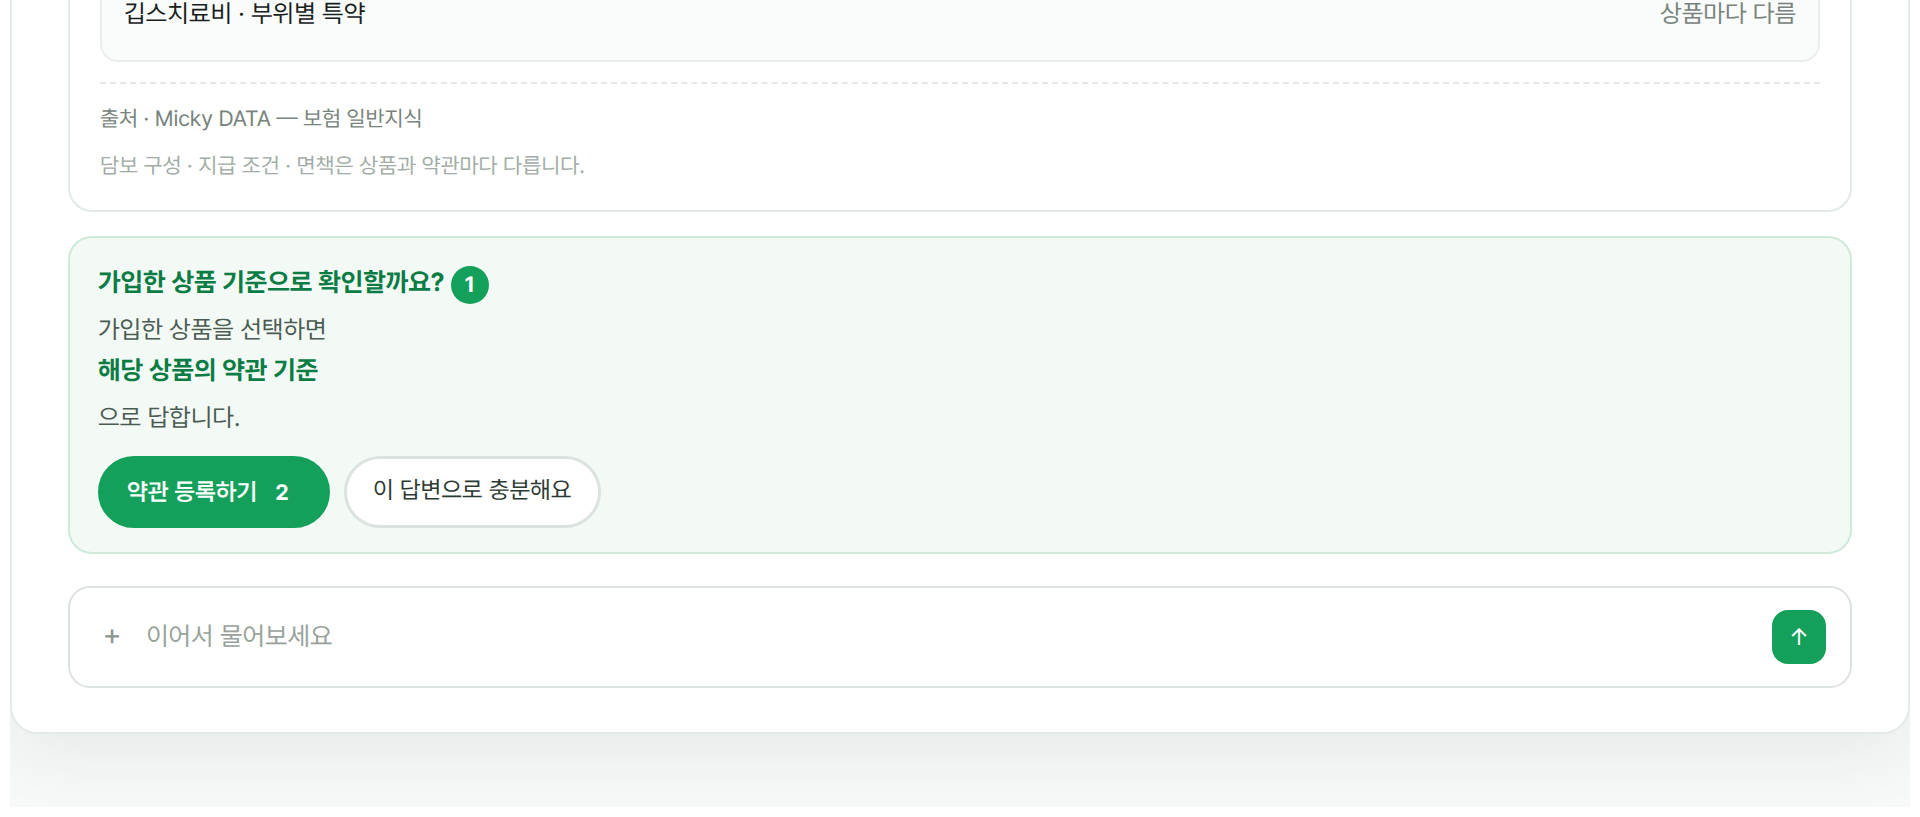 깁스치료비 · 부위별 특약 상품마다 다름
출처 · Micky DATA — 보험 일반지식
담보 구성 · 지급 조건 · 면책은 상품과 약관마다 다릅니다.
가입한 상품 기준으로 확인할까요? 1
가입한 상품을 선택하면
해당 상품의 약관 기준
으로 답합니다.
약관 등록하기 2 이 답변으로 충분해요
+ 이어서 물어보세요 ↑